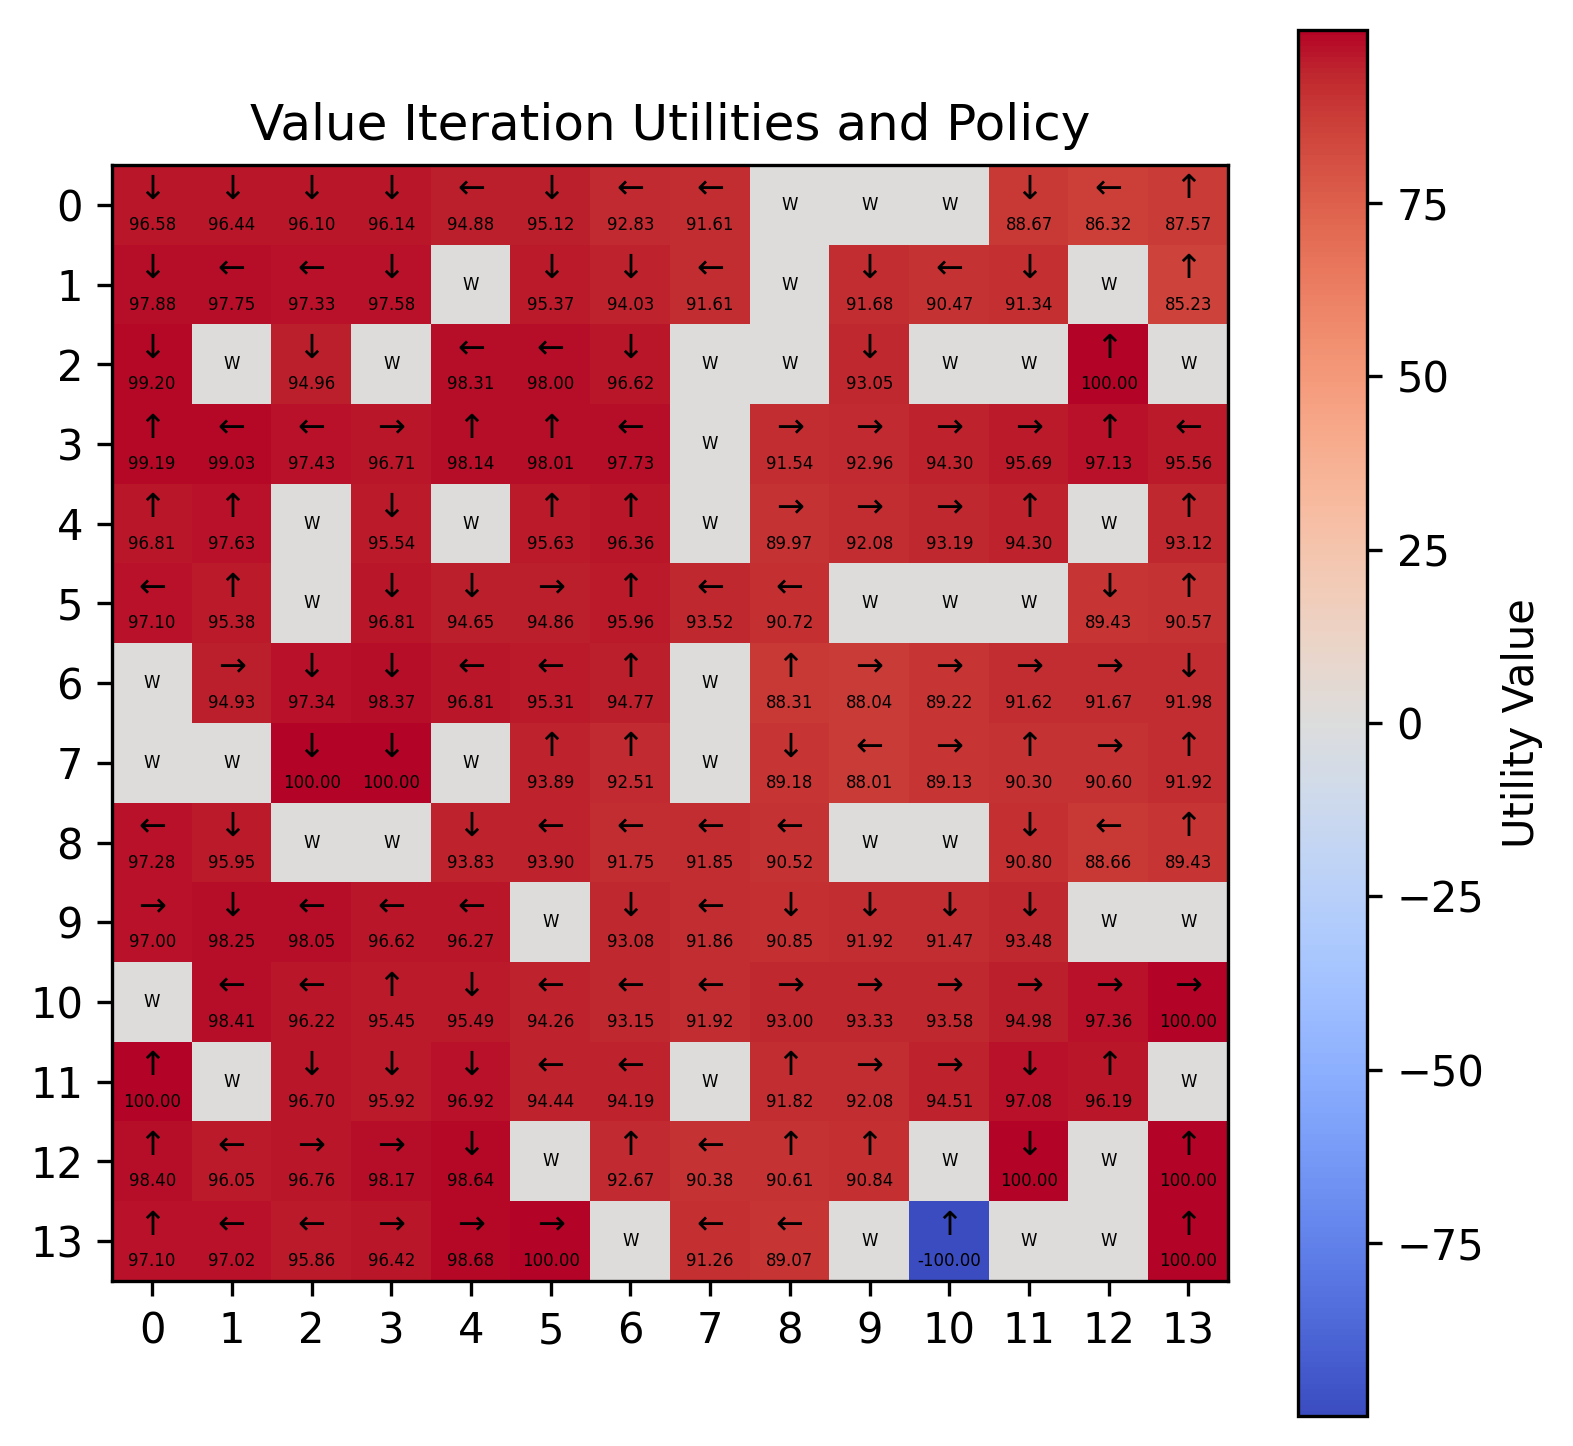 Value Iteration Utilities and Policy
0 ↓ ↓ ↓ ↓ ← ↓ ← ← W W W ↓ ← ↑
96.58 96.44 96.10 96.14 94.88 95.12 92.83 91.61 88.67 86.32 87.57
1 ↓ ← ← ↓ W ↓ ↓ ← W ↓ ← ↓ W ↑
97.88 97.75 97.33 97.58 95.37 94.03 91.61 91.68 90.47 91.34 85.23
2 ↓ W ↓ W ← ← ↓ W W ↓ W W ↑ W
99.20 94.96 98.31 98.00 96.62 93.05 100.00
3 ↑ ← ← → ↑ ↑ ← W → → → → ↑ ←
99.19 99.03 97.43 96.71 98.14 98.01 97.73 91.54 92.96 94.30 95.69 97.13 95.56
4 ↑ ↑ W ↓ W ↑ ↑ W → → → ↑ W ↑
96.81 97.63 95.54 95.63 96.36 89.97 92.08 93.19 94.30 93.12
5 ← ↑ W ↓ ↓ → ↑ ← ← W W W ↓ ↑
97.10 95.38 96.81 94.65 94.86 95.96 93.52 90.72 89.43 90.57
6 W → ↓ ↓ ← ← ↑ W ↑ → → → → ↓
94.93 97.34 98.37 96.81 95.31 94.77 88.31 88.04 89.22 91.62 91.67 91.98
7 W W ↓ ↓ W ↑ ↑ W ↓ ← → ↑ → ↑
100.00 100.00 93.89 92.51 89.18 88.01 89.13 90.30 90.60 91.92
8 ← ↓ W W ↓ ← ← ← ← W W ↓ ← ↑
97.28 95.95 93.83 93.90 91.75 91.85 90.52 90.80 88.66 89.43
9 → ↓ ← ← ← W ↓ ← ↓ ↓ ↓ ↓ W W
97.00 98.25 98.05 96.62 96.27 93.08 91.86 90.85 91.92 91.47 93.48
10 W ← ← ↑ ↓ ← ← ← → → → → → →
98.41 96.22 95.45 95.49 94.26 93.15 91.92 93.00 93.33 93.58 94.98 97.36 100.00
11 ↑ W ↓ ↓ ↓ ← ← W ↑ → → ↓ ↑ W
100.00 96.70 95.92 96.92 94.44 94.19 91.82 92.08 94.51 97.08 96.19
12 ↑ ← → → ↓ W ↑ ← ↑ ↑ W ↓ W ↑
98.40 96.05 96.76 98.17 98.64 92.67 90.38 90.61 90.84 100.00 100.00
13 ↑ ← ← → → → W ← ← W ↑ W W ↑
97.10 97.02 95.86 96.42 98.68 100.00 91.26 89.07 -100.00 100.00
0 1 2 3 4 5 6 7 8 9 10 11 12 13
75
50
25
0
−25
−50
−75
Utility Value